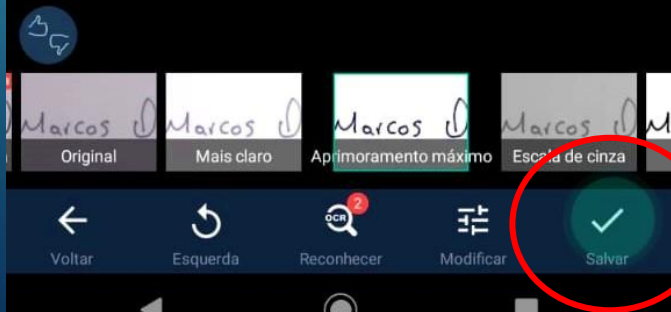 Marcos D Marcos D Marcos D Marcos D M
Original Mais claro Aprimoramento máximo Escala de cinza
OCR 2
Voltar Esquerda Reconhecer Modificar Salvar